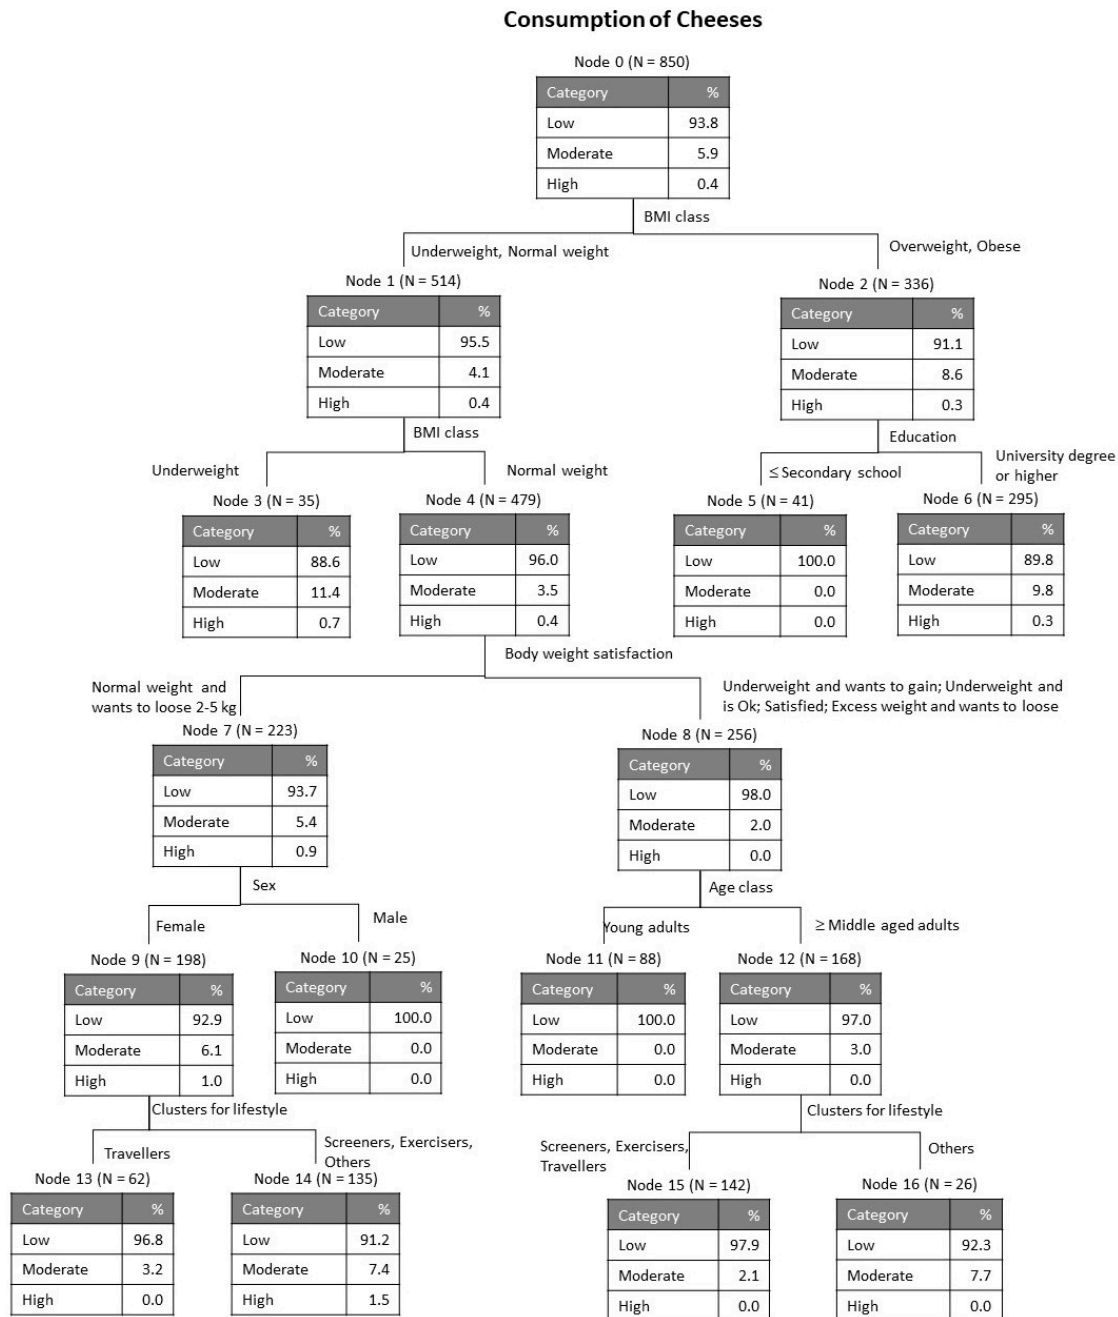 Consumption of Cheeses
Node 0 (N = 850)
Category %
Low 93.8
Moderate 5.9
High 0.4
BMI class
Underweight, Normal weight
Overweight, Obese
Node 1 (N = 514)
Category %
Low 95.5
Moderate 4.1
High 0.4
Node 2 (N = 336)
Category %
Low 91.1
Moderate 8.6
High 0.3
BMI class
Education
Underweight
Normal weight
≤ Secondary school
University degree
or higher
Node 3 (N = 35)
Category %
Low 88.6
Moderate 11.4
High 0.7
Node 4 (N = 479)
Category %
Low 96.0
Moderate 3.5
High 0.4
Node 5 (N = 41)
Category %
Low 100.0
Moderate 0.0
High 0.0
Node 6 (N = 295)
Category %
Low 89.8
Moderate 9.8
High 0.3
Body weight satisfaction
Normal weight and
wants to loose 2-5 kg
Underweight and wants to gain; Underweight and
is Ok; Satisfied; Excess weight and wants to loose
Node 7 (N = 223)
Category %
Low 93.7
Moderate 5.4
High 0.9
Node 8 (N = 256)
Category %
Low 98.0
Moderate 2.0
High 0.0
Sex
Age class
Female
Male
Young adults
≥ Middle aged adults
Node 9 (N = 198)
Category %
Low 92.9
Moderate 6.1
High 1.0
Node 10 (N = 25)
Category %
Low 100.0
Moderate 0.0
High 0.0
Node 11 (N = 88)
Category %
Low 100.0
Moderate 0.0
High 0.0
Node 12 (N = 168)
Category %
Low 97.0
Moderate 3.0
High 0.0
Clusters for lifestyle
Clusters for lifestyle
Travellers
Screeners, Exercisers,
Others
Screeners, Exercisers,
Travellers
Others
Node 13 (N = 62)
Category %
Low 96.8
Moderate 3.2
High 0.0
Node 14 (N = 135)
Category %
Low 91.2
Moderate 7.4
High 1.5
Node 15 (N = 142)
Category %
Low 97.9
Moderate 2.1
High 0.0
Node 16 (N = 26)
Category %
Low 92.3
Moderate 7.7
High 0.0